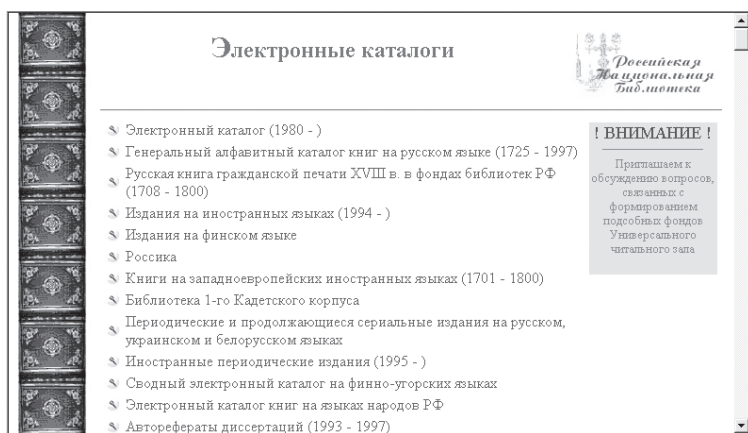 Электронные каталоги
Российская
Национальная
Библиотека
Электронный каталог (1980 - )
Генеральный алфавитный каталог книг на русском языке (1725 - 1997)
Русская книга гражданской печати XVIII в. в фондах библиотек РФ
(1708 - 1800)
Издания на иностранных языках (1994 - )
Издания на финском языке
Россика
Книги на западноевропейских иностранных языках (1701 - 1800)
Библиотека 1-го Кадетского корпуса
Периодические и продолжающиеся сериальные издания на русском,
украинском и белорусском языках
Иностранные периодические издания (1995 - )
Сводный электронный каталог на финно-угорских языках
Электронный каталог книг на языках народов РФ
Авторефераты диссертаций (1993 - 1997)
! ВНИМАНИЕ !
Приглашаем к
обсуждению вопросов,
связанных с
формированием
подсобных фондов
Универсального
читального зала